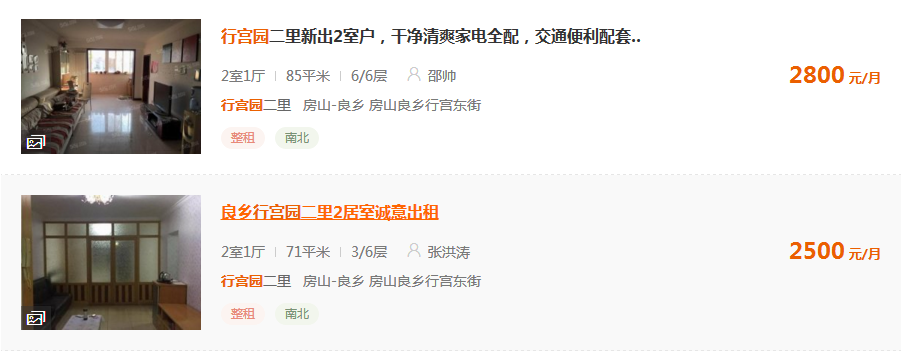 行宫园二里新出2室户，干净清爽家电全配，交通便利配套..
2室1厅 85平米 6/6层 邵帅
2800 元/月
行宫园二里 房山-良乡 房山良乡行宫东街
整租 南北
良乡行宫园二里2居室诚意出租
2室1厅 71平米 3/6层 张洪涛
2500 元/月
行宫园二里 房山-良乡 房山良乡行宫东街
整租 南北